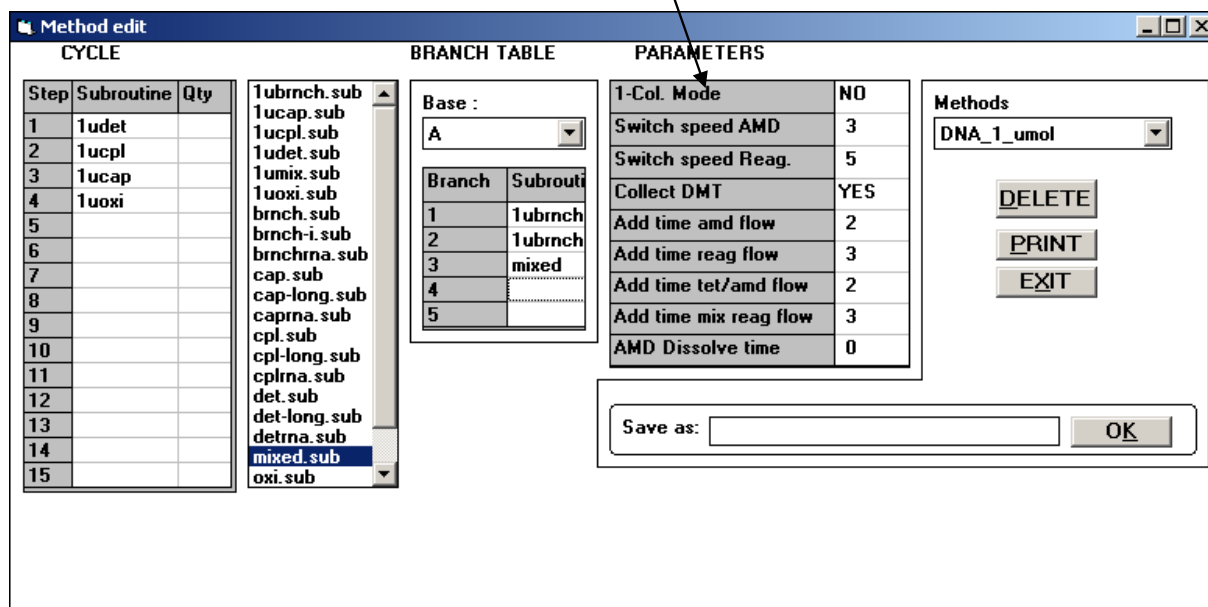 Method edit
CYCLE
BRANCH TABLE
PARAMETERS
Step Subroutine Qty
1 1udet
2 1ucpl
3 1ucap
4 1uoxi
5
6
7
8
9
10
11
12
13
14
15
1ubrnch.sub
1ucap.sub
1ucpl.sub
1udet.sub
1umix.sub
1uoxi.sub
brnch.sub
brnch-i.sub
brnchrna.sub
cap.sub
cap-long.sub
caprna.sub
cpl.sub
cpl-long.sub
cplrna.sub
det.sub
det-long.sub
detrna.sub
mixed.sub
oxi.sub
Base :
A
Branch Subrouti
1 1ubrnch
2 1ubrnch
3 mixed
4
5
1-Col. Mode NO
Switch speed AMD 3
Switch speed Reag. 5
Collect DMT YES
Add time amd flow 2
Add time reag flow 3
Add time tet/amd flow 2
Add time mix reag flow 3
AMD Dissolve time 0
Methods
DNA_1_umol
DELETE
PRINT
EXIT
Save as:
OK